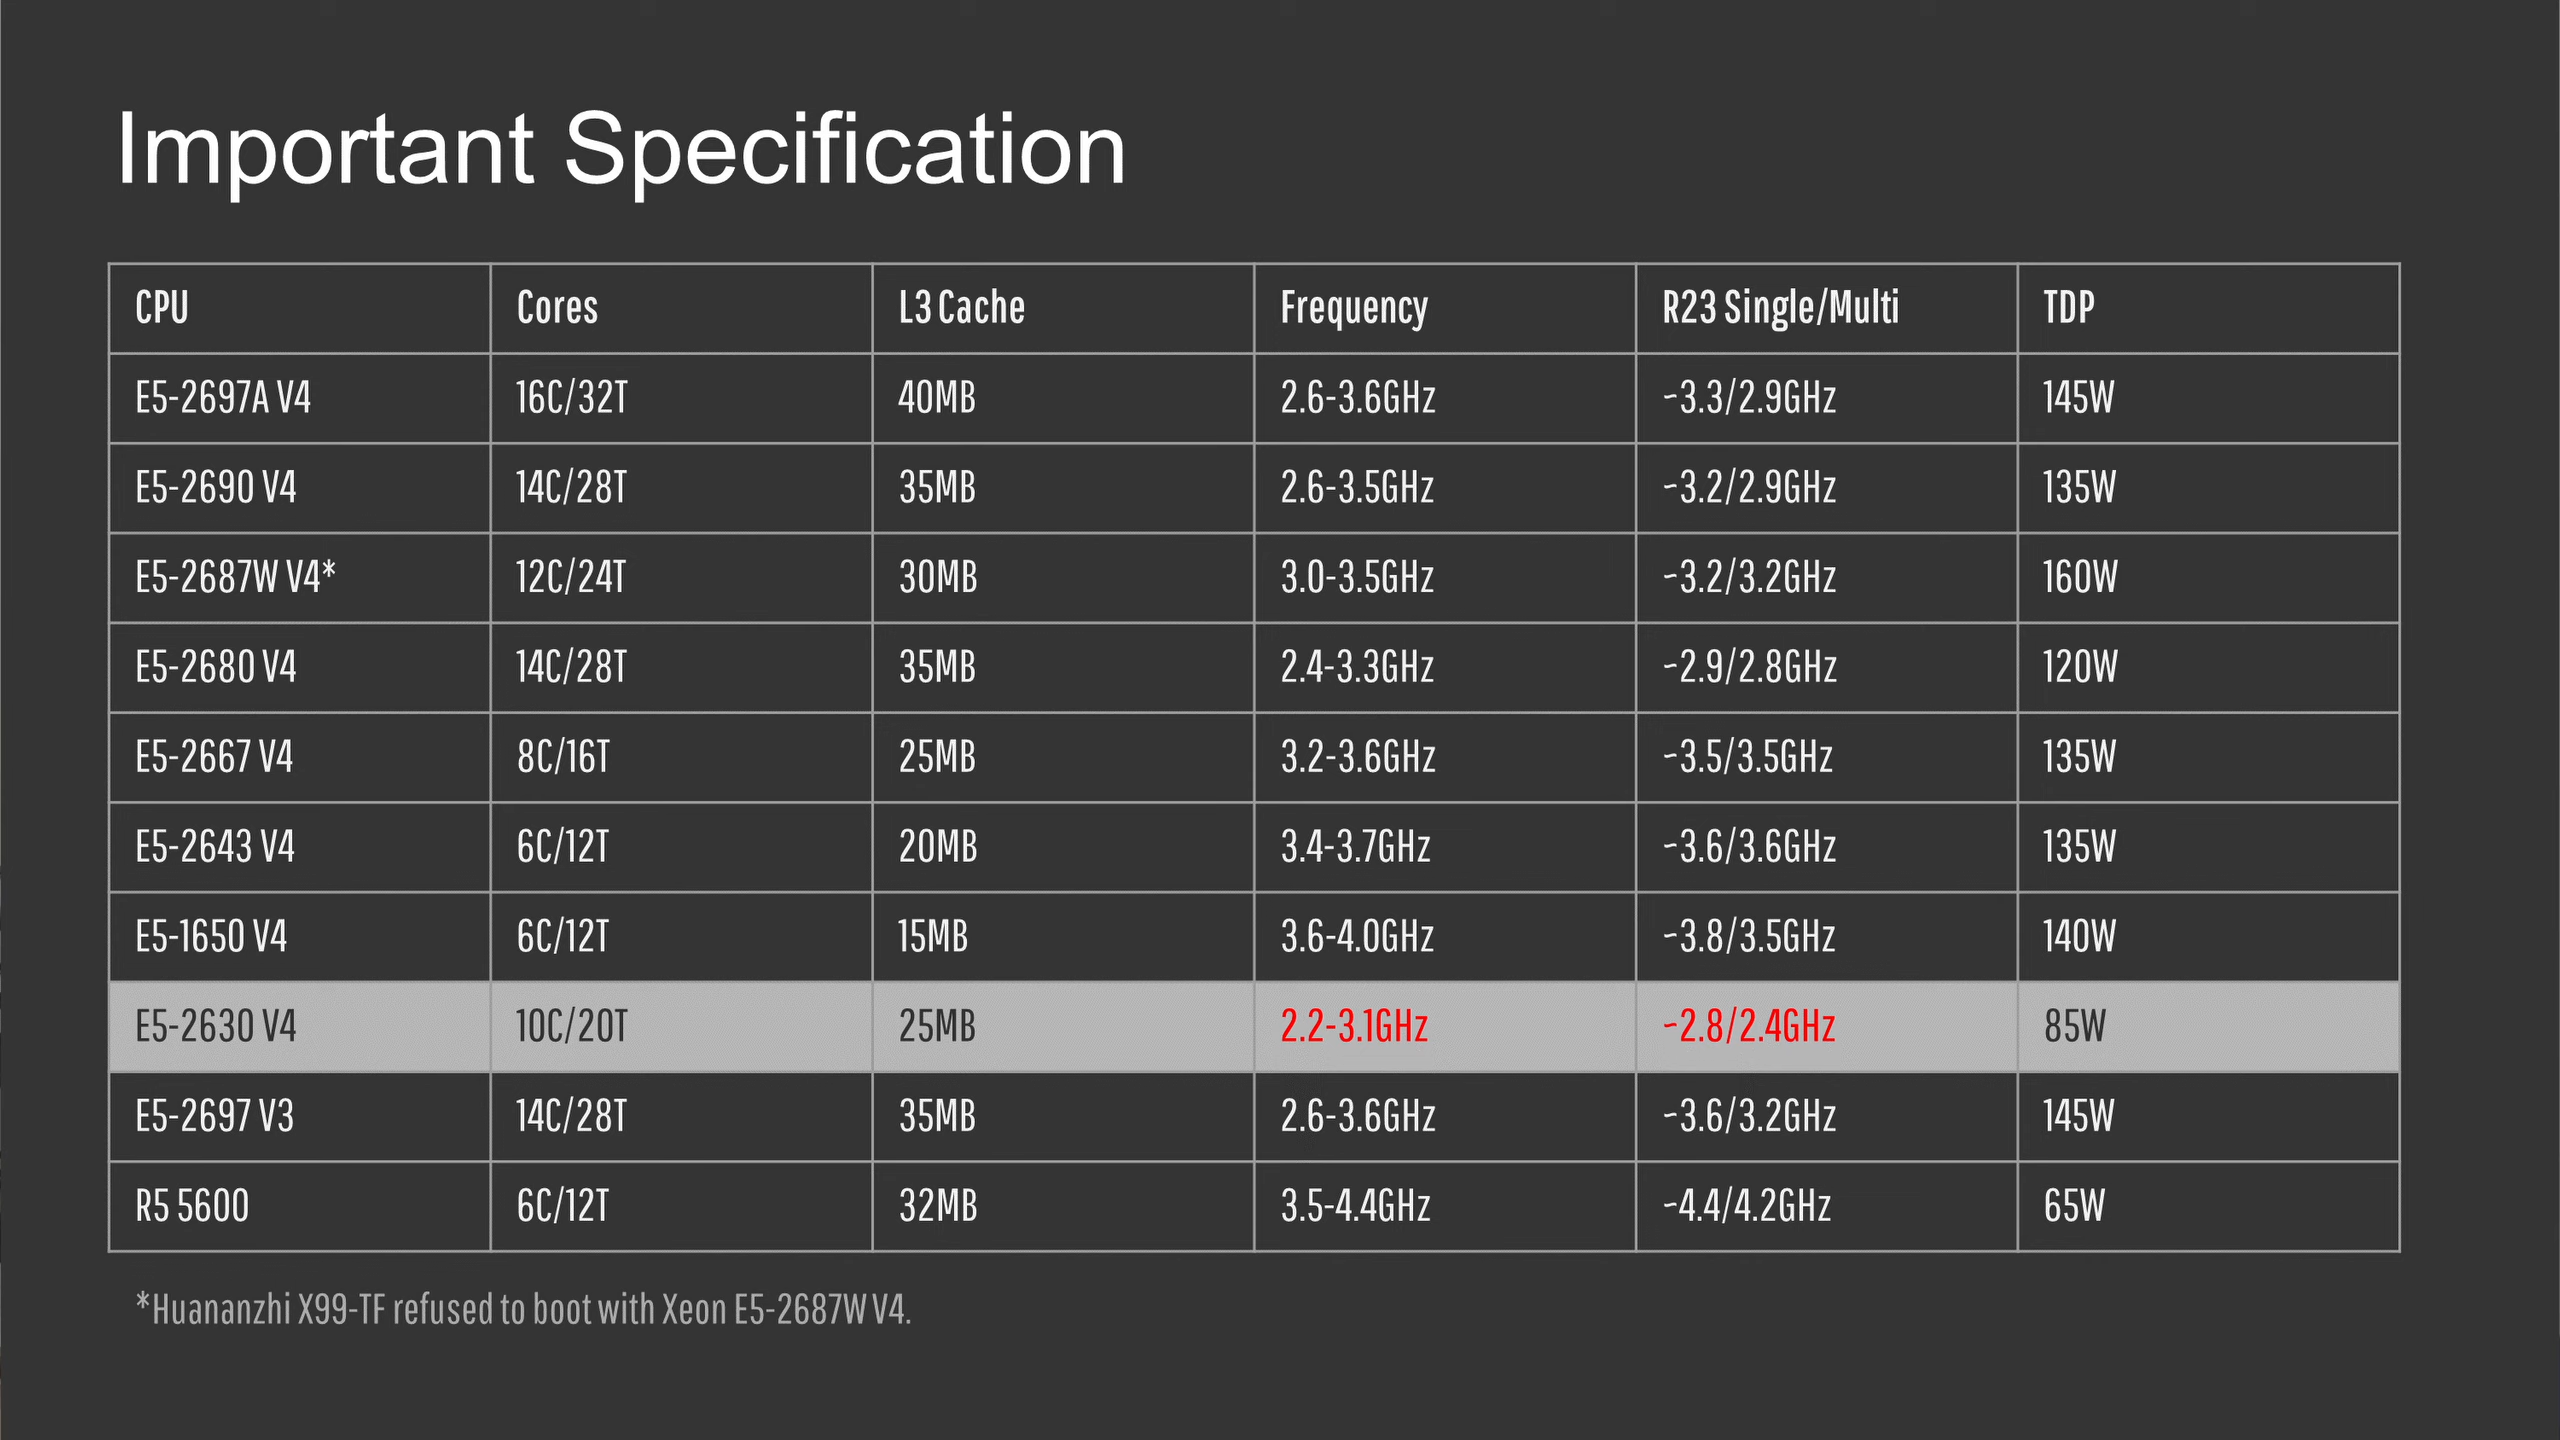 Important Specification
CPU Cores L3 Cache Frequency R23 Single/Multi TDP
E5-2697A V4 16C/32T 40MB 2.6-3.6GHz ~3.3/2.9GHz 145W
E5-2690 V4 14C/28T 35MB 2.6-3.5GHz ~3.2/2.9GHz 135W
E5-2687W V4* 12C/24T 30MB 3.0-3.5GHz ~3.2/3.2GHz 160W
E5-2680 V4 14C/28T 35MB 2.4-3.3GHz ~2.9/2.8GHz 120W
E5-2667 V4 8C/16T 25MB 3.2-3.6GHz ~3.5/3.5GHz 135W
E5-2643 V4 6C/12T 20MB 3.4-3.7GHz ~3.6/3.6GHz 135W
E5-1650 V4 6C/12T 15MB 3.6-4.0GHz ~3.8/3.5GHz 140W
E5-2630 V4 10C/20T 25MB 2.2-3.1GHz ~2.8/2.4GHz 85W
E5-2697 V3 14C/28T 35MB 2.6-3.6GHz ~3.6/3.2GHz 145W
R5 5600 6C/12T 32MB 3.5-4.4GHz ~4.4/4.2GHz 65W
*Huananzhi X99-TF refused to boot with Xeon E5-2687W V4.